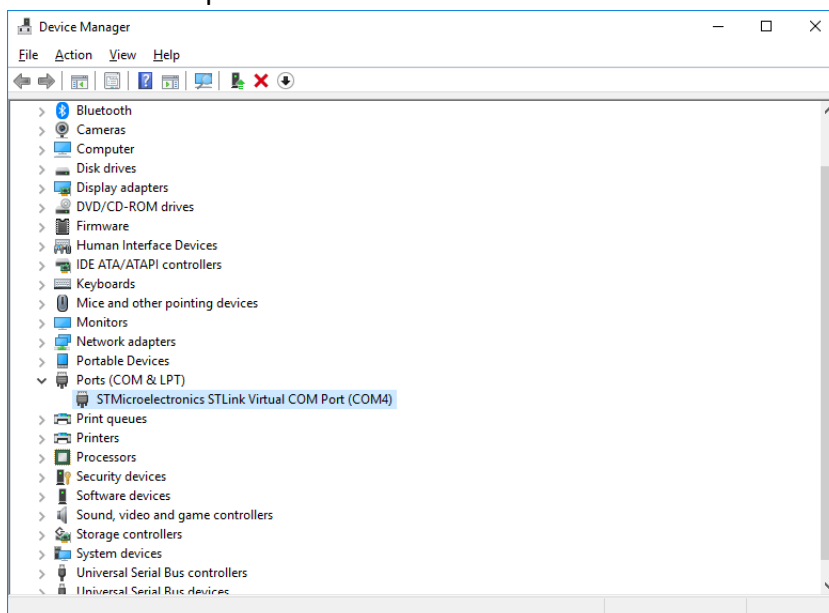 Device Manager
File Action View Help
Bluetooth
Cameras
Computer
Disk drives
Display adapters
DVD/CD-ROM drives
Firmware
Human Interface Devices
IDE ATA/ATAPI controllers
Keyboards
Mice and other pointing devices
Monitors
Network adapters
Portable Devices
Ports (COM & LPT)
STMicroelectronics STLink Virtual COM Port (COM4)
Print queues
Printers
Processors
Security devices
Software devices
Sound, video and game controllers
Storage controllers
System devices
Universal Serial Bus controllers
Universal Serial Bus devices